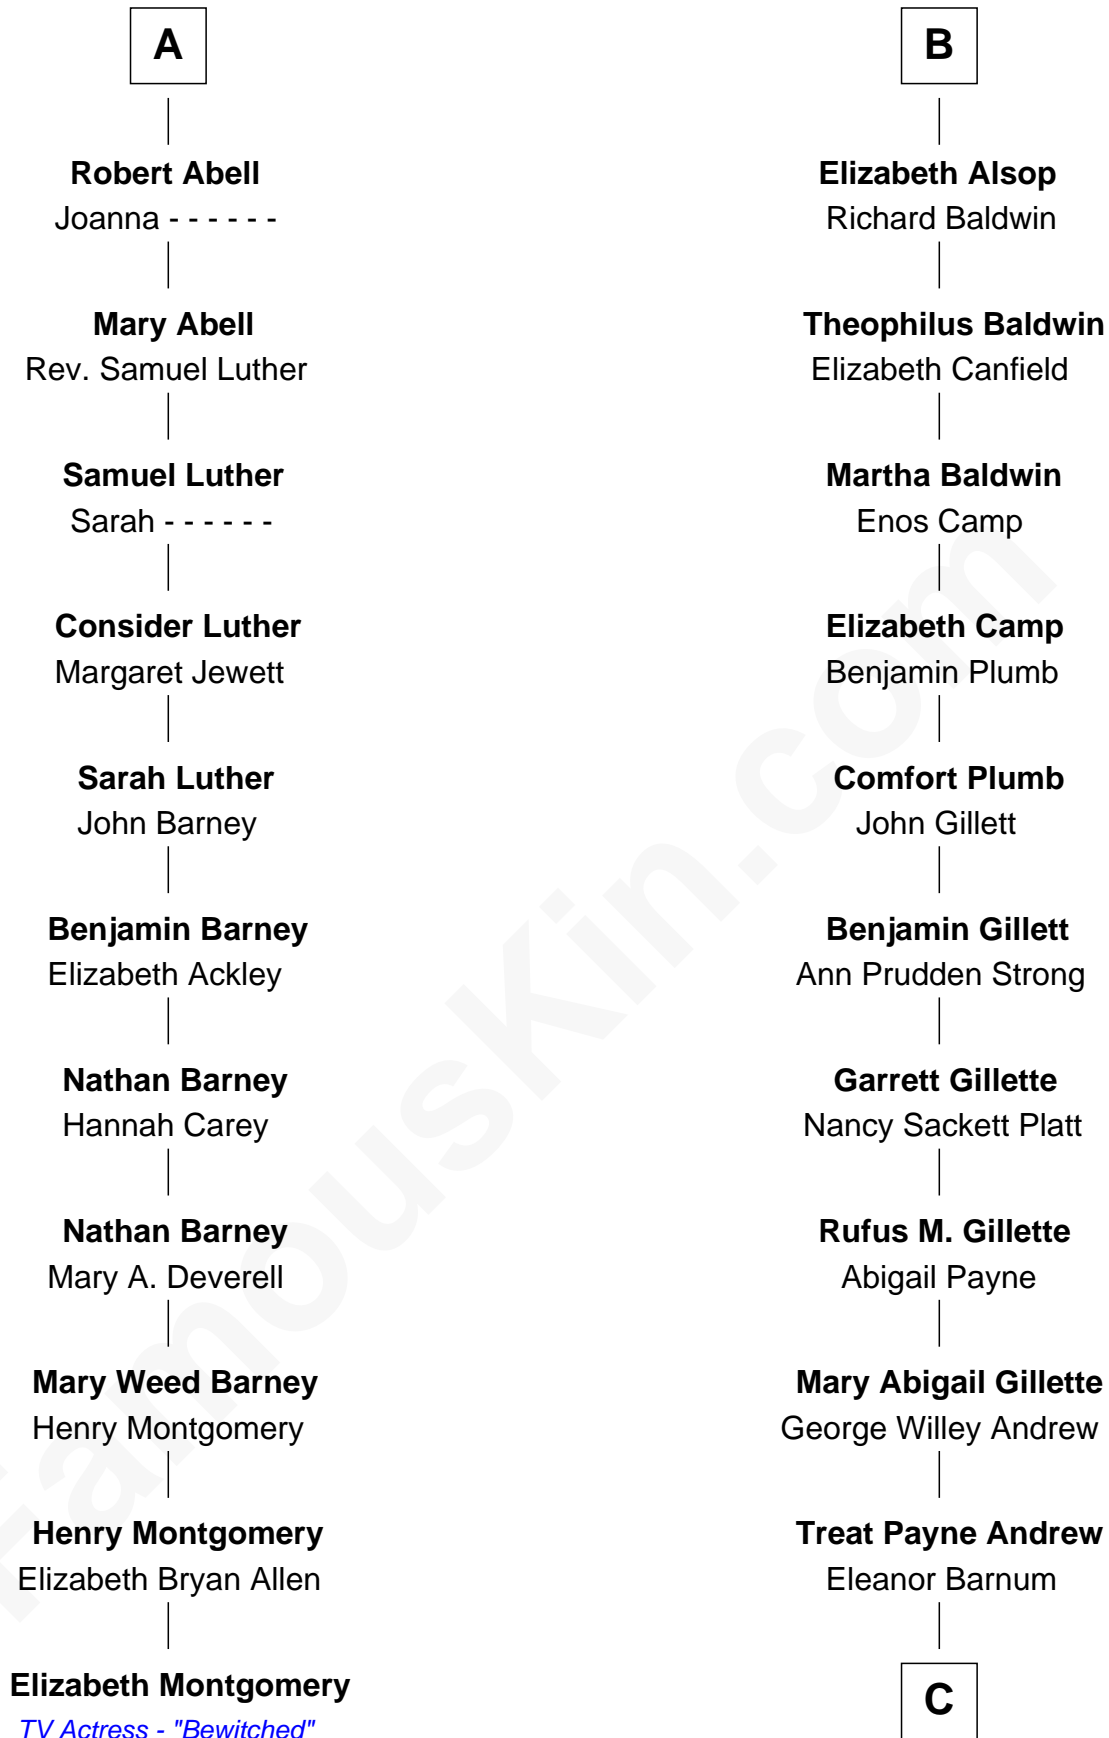 A
Robert Abell
Joanna - - - - - -
Mary Abell
Rev. Samuel Luther
Samuel Luther
Sarah - - - - - -
Consider Luther
Margaret Jewett
Sarah Luther
John Barney
Benjamin Barney
Elizabeth Ackley
Nathan Barney
Hannah Carey
Nathan Barney
Mary A. Deverell
Mary Weed Barney
Henry Montgomery
Henry Montgomery
Elizabeth Bryan Allen
Elizabeth Montgomery
TV Actress - "Bewitched"
B
Elizabeth Alsop
Richard Baldwin
Theophilus Baldwin
Elizabeth Canfield
Martha Baldwin
Enos Camp
Elizabeth Camp
Benjamin Plumb
Comfort Plumb
John Gillett
Benjamin Gillett
Ann Prudden Strong
Garrett Gillette
Nancy Sackett Platt
Rufus M. Gillette
Abigail Payne
Mary Abigail Gillette
George Willey Andrew
Treat Payne Andrew
Eleanor Barnum
C
FamousKin.com